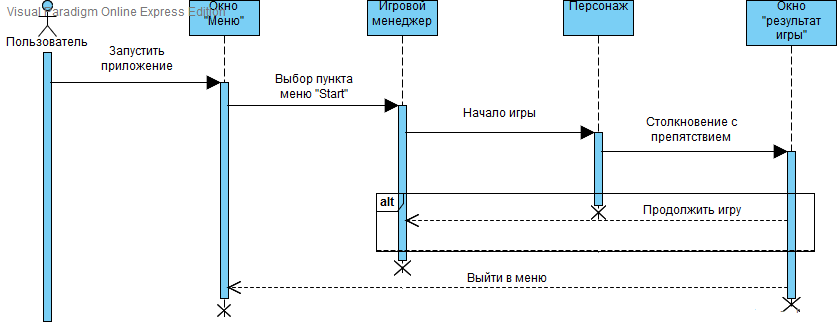 Visual Paradigm Online Express Edition
Пользователь
Окно
"Меню"
Игровой
менеджер
Персонаж
Окно
"результат
игры"
Запустить
приложение
Выбор пункта
меню "Start"
Начало игры
Столкновение с
препятствием
alt
Продолжить игру
Выйти в меню